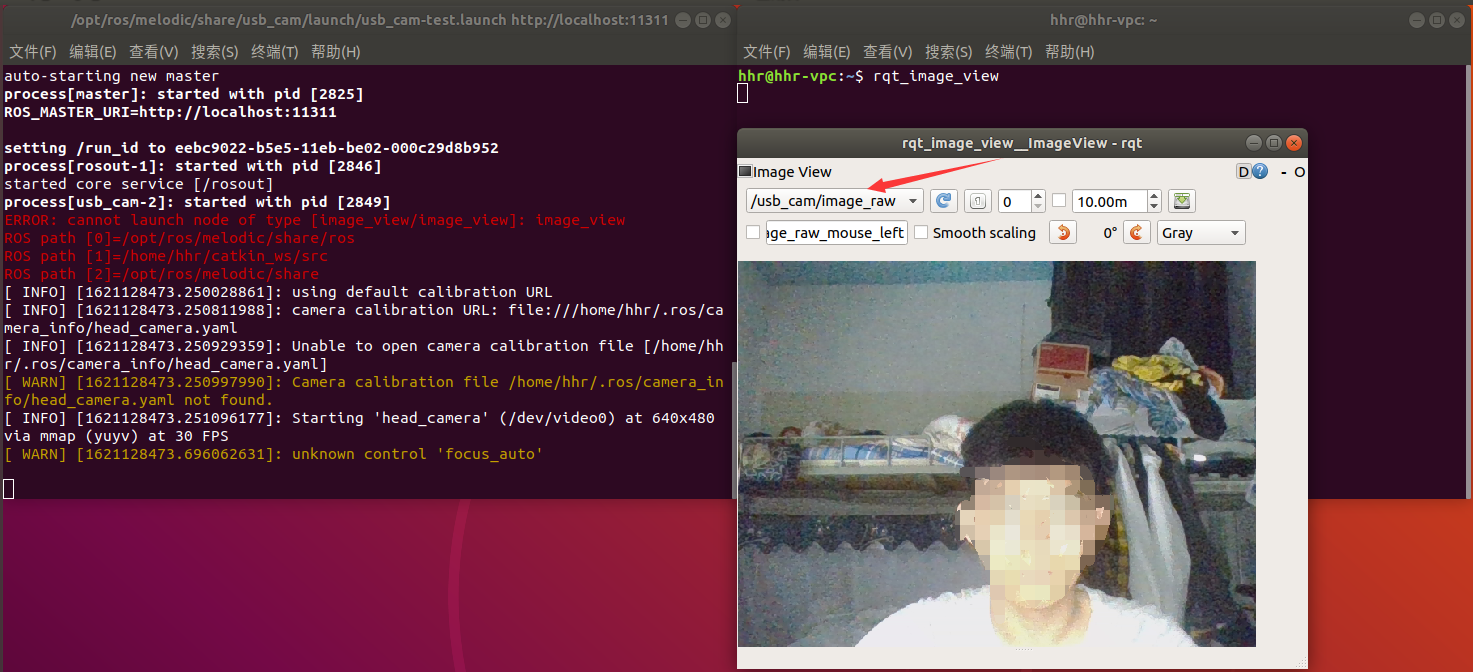 /opt/ros/melodic/share/usb_cam/launch/usb_cam-test.launch http://localhost:11311
文件(F) 编辑(E) 查看(V) 搜索(S) 终端(T) 帮助(H)
auto-starting new master
process[master]: started with pid [2825]
ROS_MASTER_URI=http://localhost:11311
setting /run_id to eebc9022-b5e5-11eb-be02-000c29d8b952
process[rosout-1]: started with pid [2846]
started core service [/rosout]
process[usb_cam-2]: started with pid [2849]
ERROR: cannot launch node of type [image_view/image_view]: image_view
ROS path [0]=/opt/ros/melodic/share/ros
ROS path [1]=/home/hhr/catkin_ws/src
ROS path [2]=/opt/ros/melodic/share
[ INFO] [1621128473.250028861]: using default calibration URL
[ INFO] [1621128473.250811988]: camera calibration URL: file:///home/hhr/.ros/ca
mera_info/head_camera.yaml
[ INFO] [1621128473.250929359]: Unable to open camera calibration file [/home/hh
r/.ros/camera_info/head_camera.yaml]
[ WARN] [1621128473.250997990]: Camera calibration file /home/hhr/.ros/camera_in
fo/head_camera.yaml not found.
[ INFO] [1621128473.251096177]: Starting 'head_camera' (/dev/video0) at 640x480
via mmap (yuyv) at 30 FPS
[ WARN] [1621128473.696062631]: unknown control 'focus_auto'
hhr@hhr-vpc: ~
文件(F) 编辑(E) 查看(V) 搜索(S) 终端(T) 帮助(H)
hhr@hhr-vpc:~$ rqt_image_view
rqt_image_view__ImageView - rqt
Image View D ? - O
/usb_cam/image_raw 1 0 10.00m
age_raw_mouse_left Smooth scaling 0° Gray